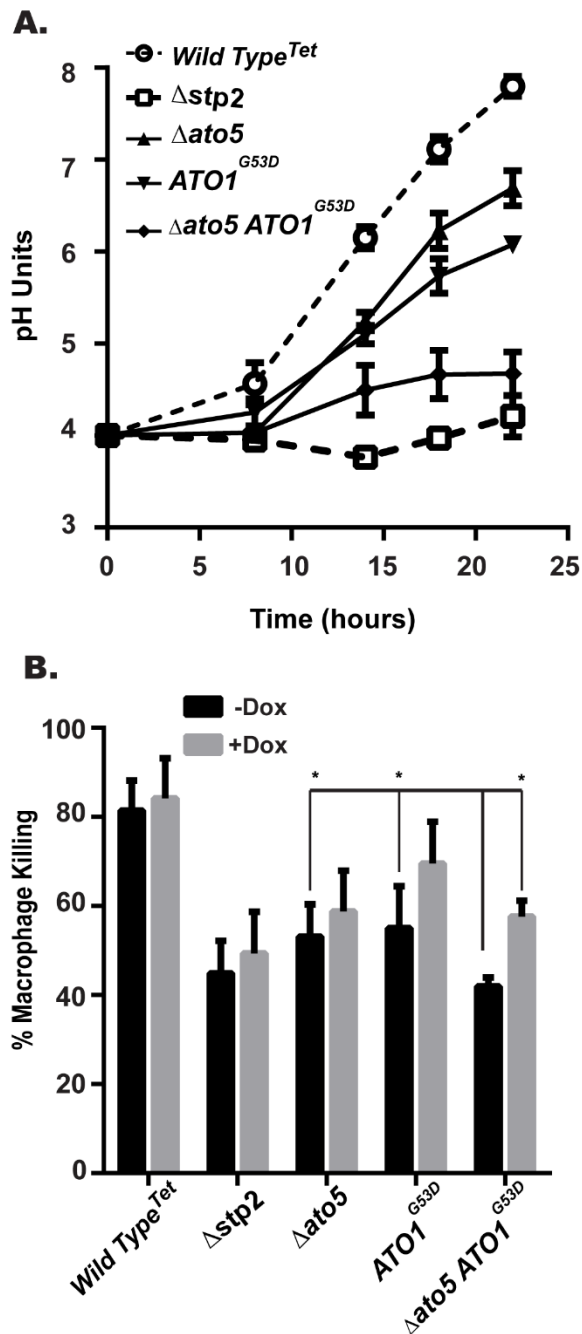 A.
Wild Type^Tet
Δstp2
Δato5
ATO1^G53D
Δato5 ATO1^G53D
8
7
6
5
4
3
pH Units
0 5 10 15 20 25
Time (hours)
B.
-Dox
+Dox
100
80
60
40
20
0
% Macrophage Killing
* * *
Wild Type^Tet
Δstp2
Δato5
ATO1^G53D
Δato5 ATO1^G53D